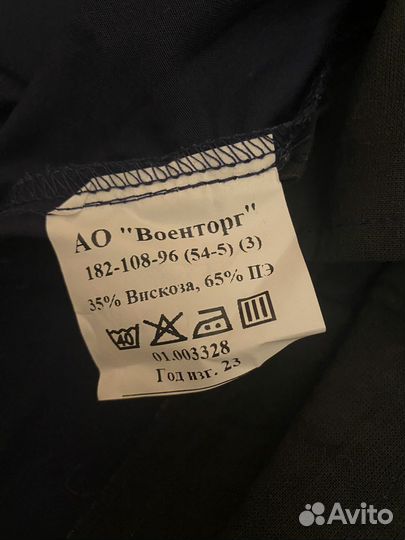 АО "Военторг"
182-108-96 (54-5) (3)
35% Вискоза, 65% ПЭ
40
01.003328
Год изг. 23
Avito